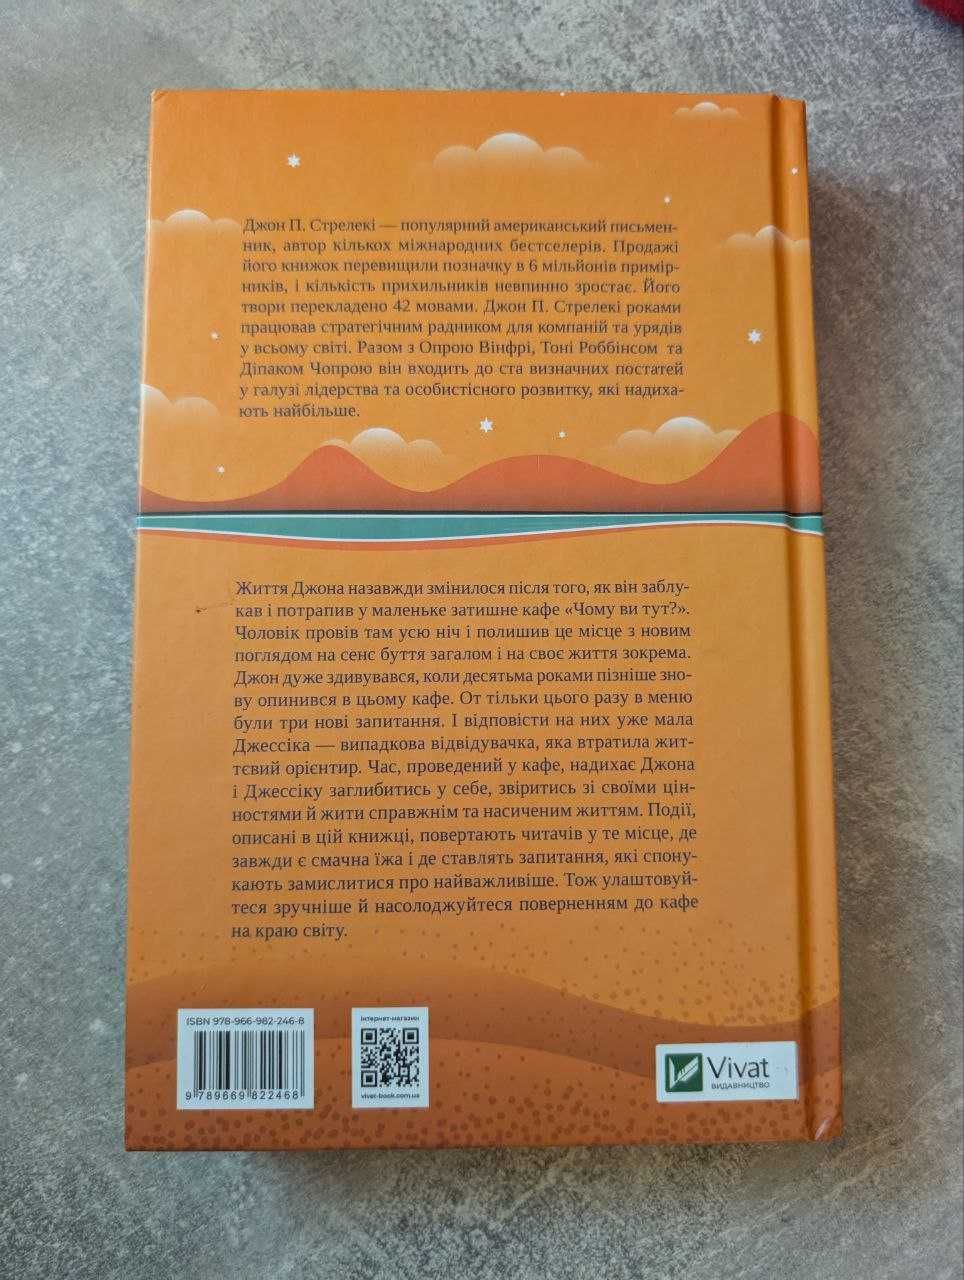 Джон П. Стрелекі — популярний американський письмен-
ник, автор кількох міжнародних бестселерів. Продажі
його книжок перевищили позначку в 6 мільйонів примір-
ників, і кількість прихильників невпинно зростає. Його
твори перекладено 42 мовами. Джон П. Стрелекі роками
працював стратегічним радником для компаній та урядів
у всьому світі. Разом з Опрою Вінфрі, Тоні Роббінсом та
Діпаком Чопрою він входить до ста визначних постатей
у галузі лідерства та особистісного розвитку, які надиха-
ють найбільше.
Життя Джона назавжди змінилося після того, як він заблу-
кав і потрапив у маленьке затишне кафе «Чому ви тут?».
Чоловік провів там усю ніч і полишив це місце з новим
поглядом на сенс буття загалом і на своє життя зокрема.
Джон дуже здивувався, коли десятьма роками пізніше зно-
ву опинився в цьому кафе. От тільки цього разу в меню
були три нові запитання. І відповісти на них уже мала
Джессіка — випадкова відвідувачка, яка втратила жит-
тєвий орієнтир. Час, проведений у кафе, надихає Джона
і Джессіку заглибитись у себе, звіритись зі своїми цін-
ностями й жити справжнім та насиченим життям. Події,
описані в цій книжці, повертають читачів у те місце, де
завжди є смачна їжа і де ставлять запитання, які спону-
кають замислитися про найважливіше. Тож улаштовуй-
теся зручніше й насолоджуйтеся поверненням до кафе
на краю світу.
ISBN 978-966-982-246-8
9 789669 822468
інтернет-магазин
vivat-book.com.ua
Vivat
ВИДАВНИЦТВО